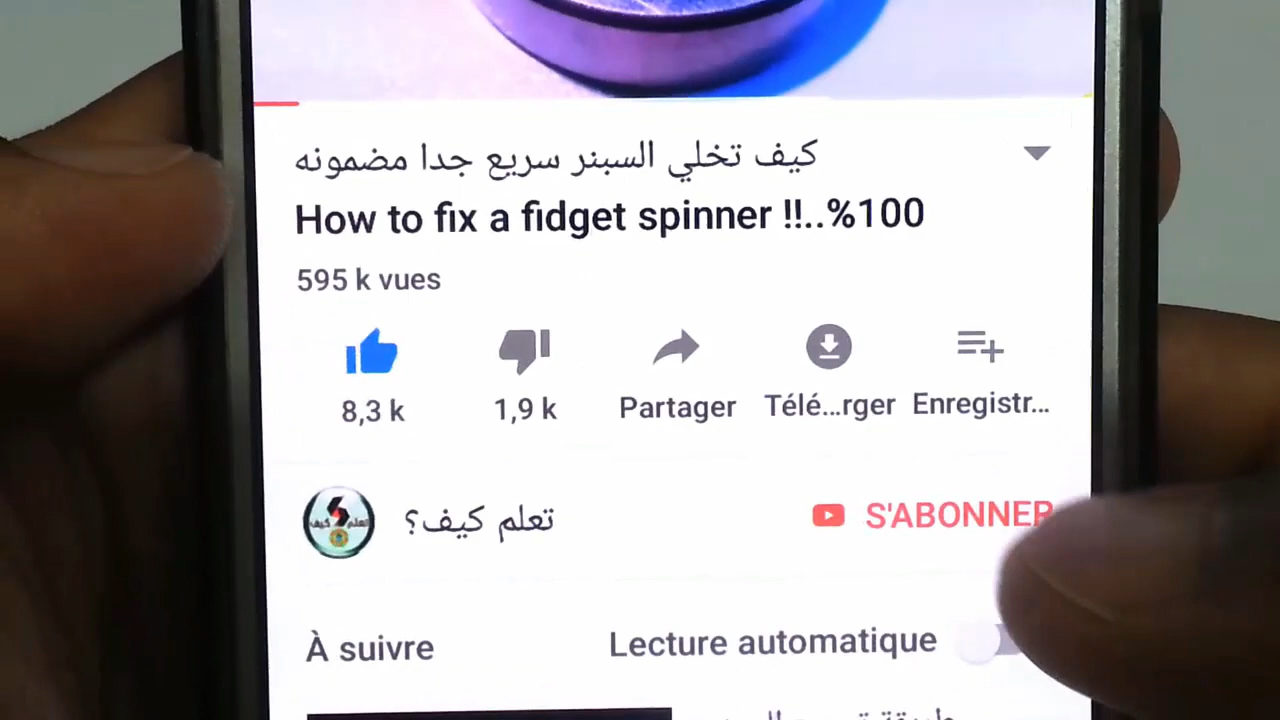 كيف تخلي السبنر سريع جدا مضمونه
How to fix a fidget spinner !!..%100
595 k vues
8,3 k
1,9 k
Partager
Télé...rger
Enregistr...
تعلم كيف؟
S'ABONNER
À suivre
Lecture automatique